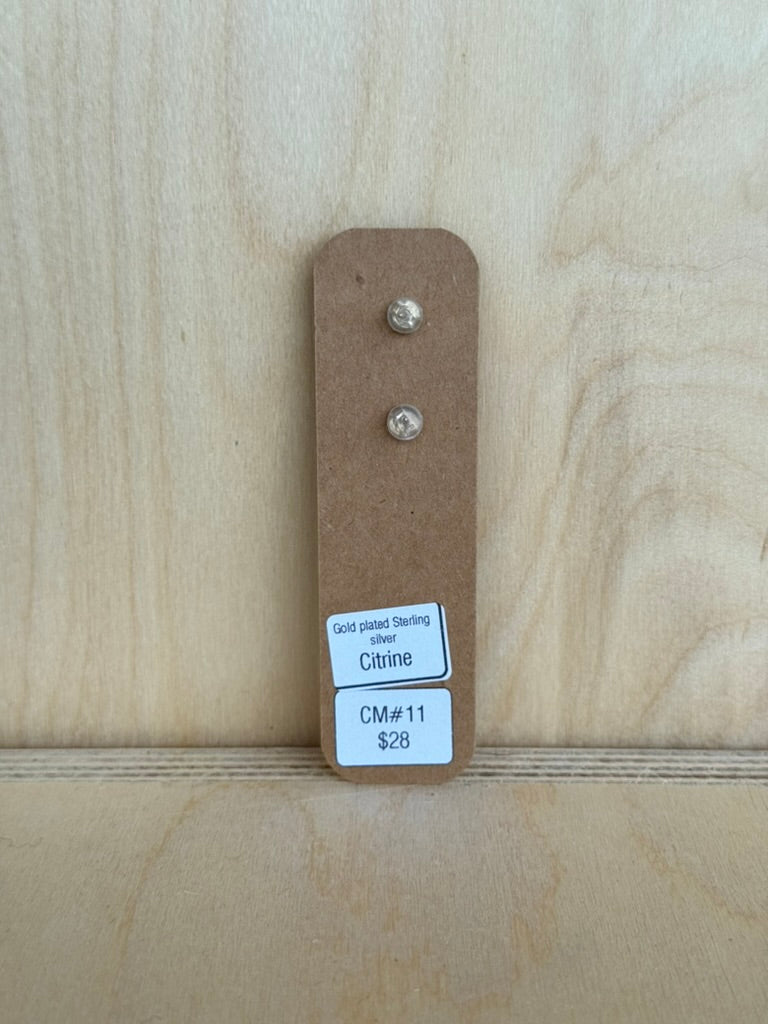 Gold plated Sterling
silver
Citrine
CM#11
$28